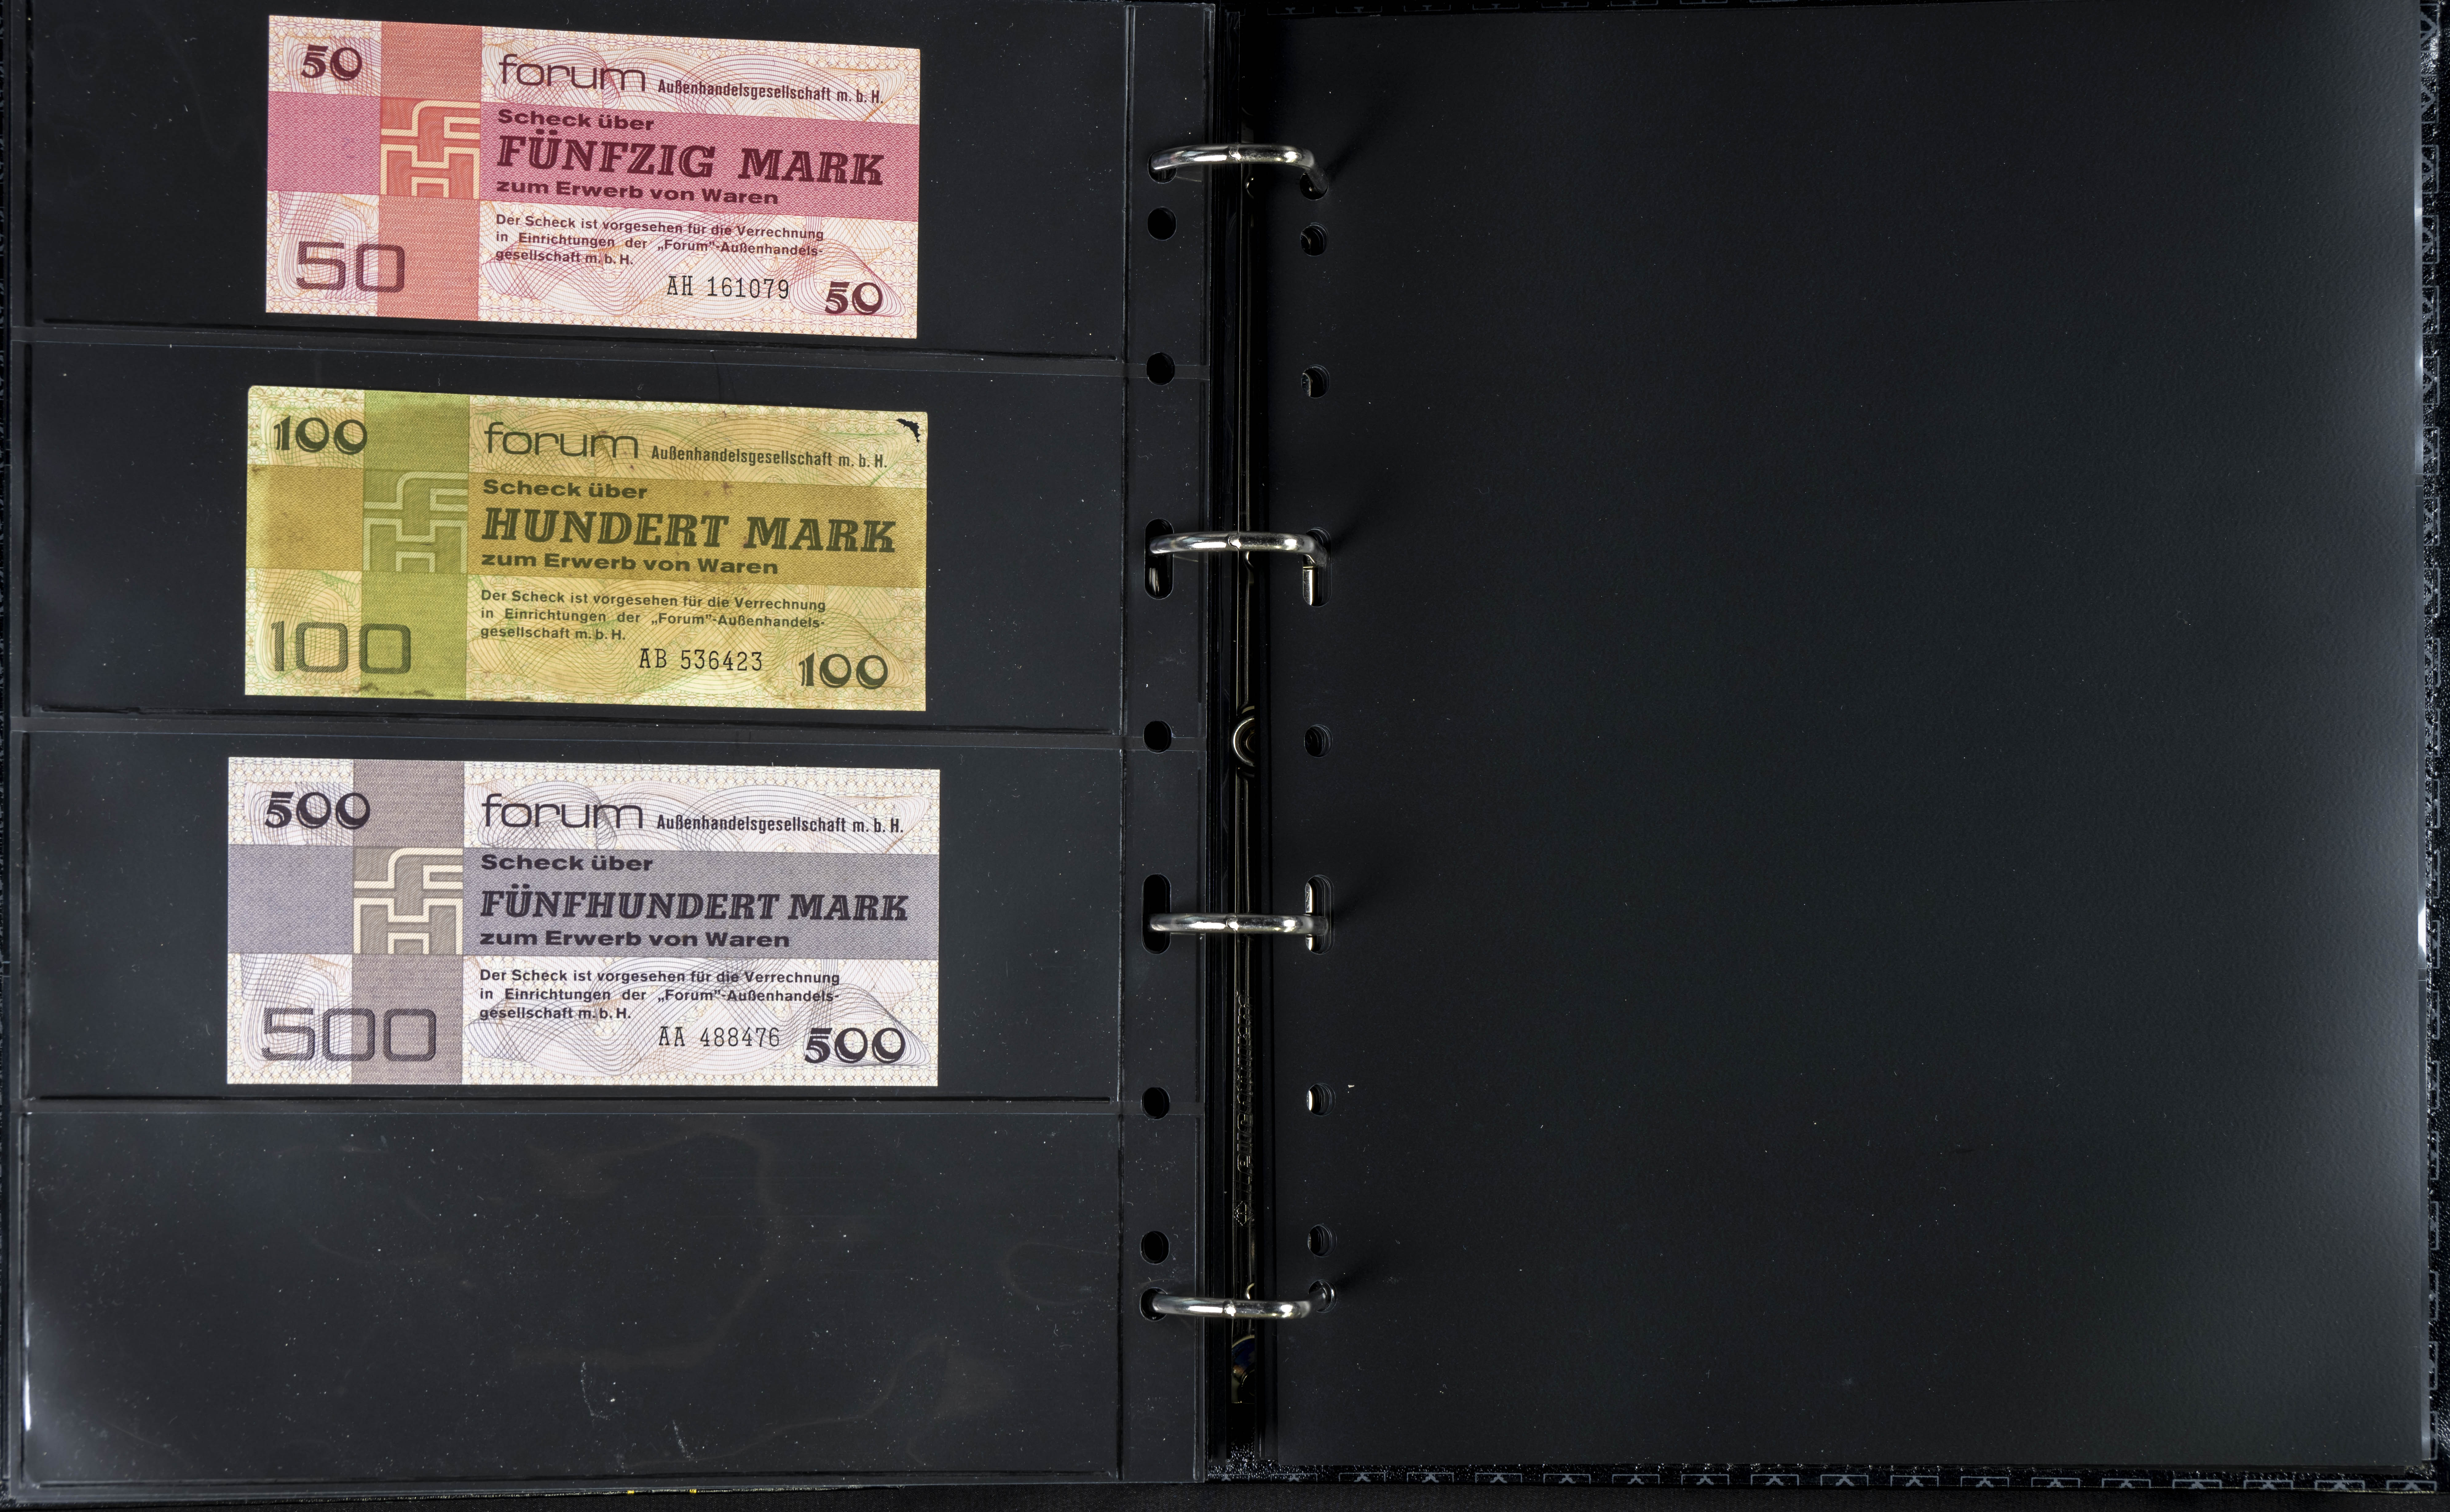 50
forum Außenhandelsgesellschaft m. b. H.
Scheck über
FÜNFZIG MARK
zum Erwerb von Waren
Der Scheck ist vorgesehen für die Verrechnung
in Einrichtungen der „Forum"-Außenhandels-
gesellschaft m. b. H.
50
AH 161079
50
100
forum Außenhandelsgesellschaft m. b. H.
Scheck über
HUNDERT MARK
zum Erwerb von Waren
Der Scheck ist vorgesehen für die Verrechnung
in Einrichtungen der „Forum"-Außenhandels-
gesellschaft m. b. H.
100
AB 536423
100
500
forum Außenhandelsgesellschaft m. b. H.
Scheck über
FÜNFHUNDERT MARK
zum Erwerb von Waren
Der Scheck ist vorgesehen für die Verrechnung
in Einrichtungen der „Forum"-Außenhandels-
gesellschaft m. b. H.
500
AA 488476
500